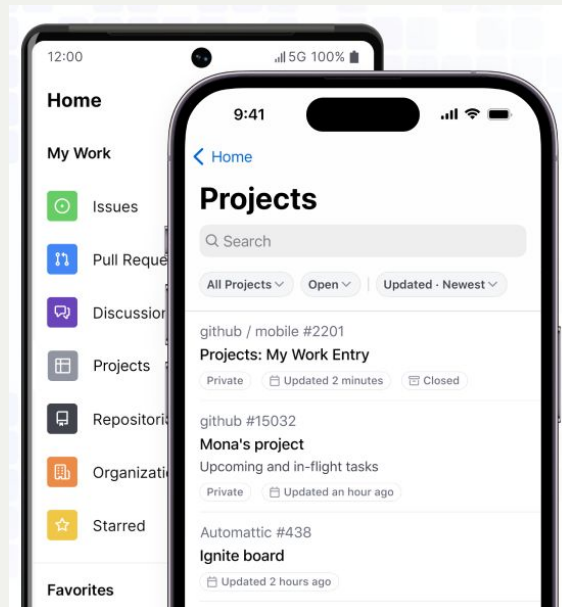 12:00
5G 100%
Home
My Work
Issues
Pull Reque
Discussion
Projects
Repositori
Organizati
Starred
Favorites
9:41
Home
Projects
Search
All Projects Open Updated · Newest
github / mobile #2201
Projects: My Work Entry
Private Updated 2 minutes Closed
github #15032
Mona's project
Upcoming and in-flight tasks
Private Updated an hour ago
Automattic #438
Ignite board
Updated 2 hours ago